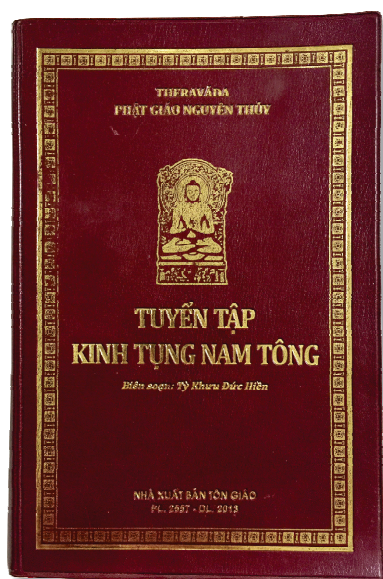 THERAVĀDA
PHẬT GIÁO NGUYÊN THỦY
TUYỂN TẬP
KINH TỤNG NAM TÔNG
Biên soạn: Tỳ Khưu Đức Hiền
NHÀ XUẤT BẢN TÔN GIÁO
PL. 2557 - DL. 2013